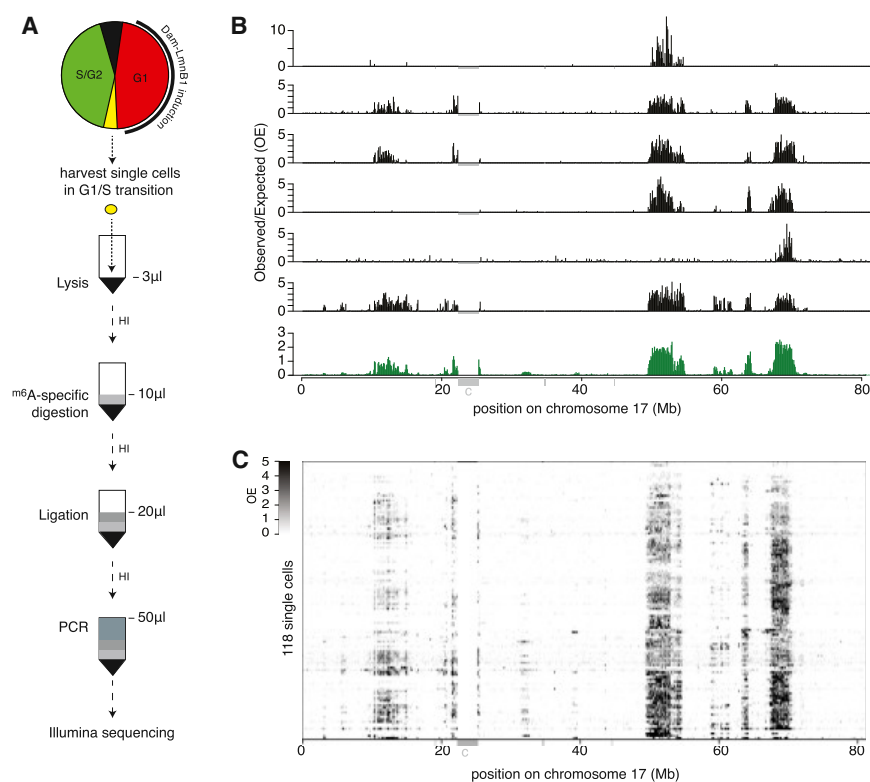 A
S/G2
G1
Dam-LmnB1 induction
harvest single cells
in G1/S transition
Lysis
3µl
HI
m6A-specific
digestion
10µl
HI
Ligation
20µl
HI
PCR
50µl
Illumina sequencing
B
Observed/Expected (OE)
10
0
5
0
5
0
5
0
5
0
5
0
3
2
1
0
0 20 40 60 80
C
position on chromosome 17 (Mb)
C
OE
5
4
3
2
1
0
118 single cells
0 20 40 60 80
C
position on chromosome 17 (Mb)